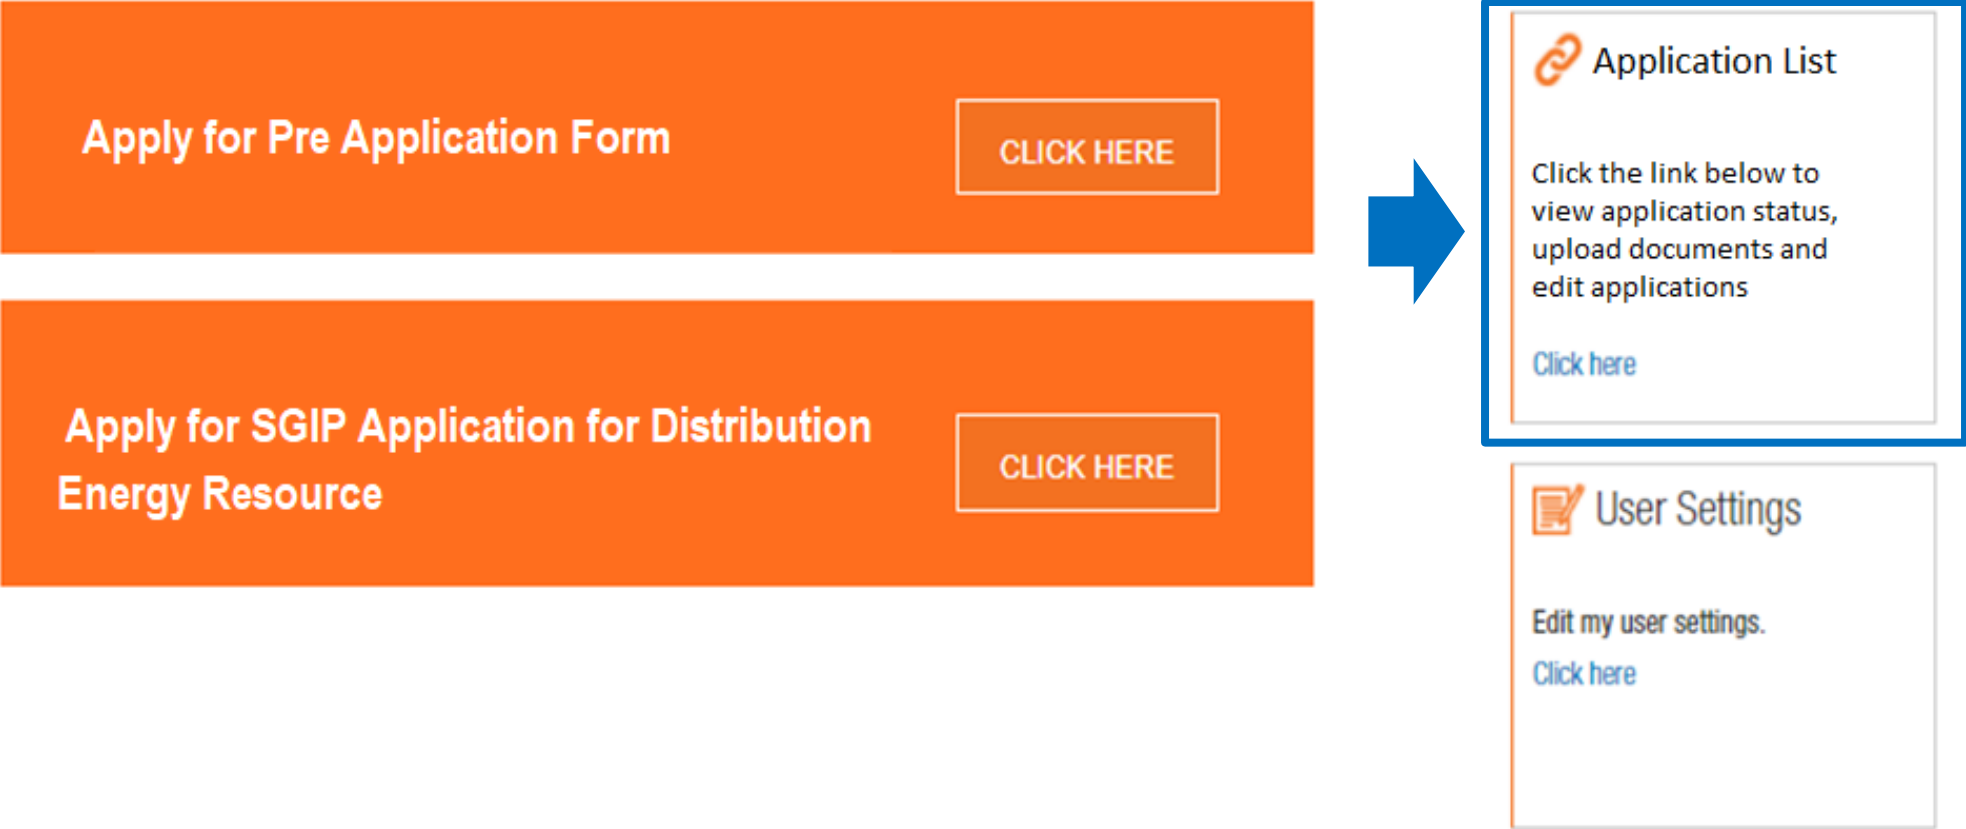 Apply for Pre Application Form
CLICK HERE
Apply for SGIP Application for Distribution
Energy Resource
CLICK HERE
Application List
Click the link below to
view application status,
upload documents and
edit applications
Click here
User Settings
Edit my user settings.
Click here